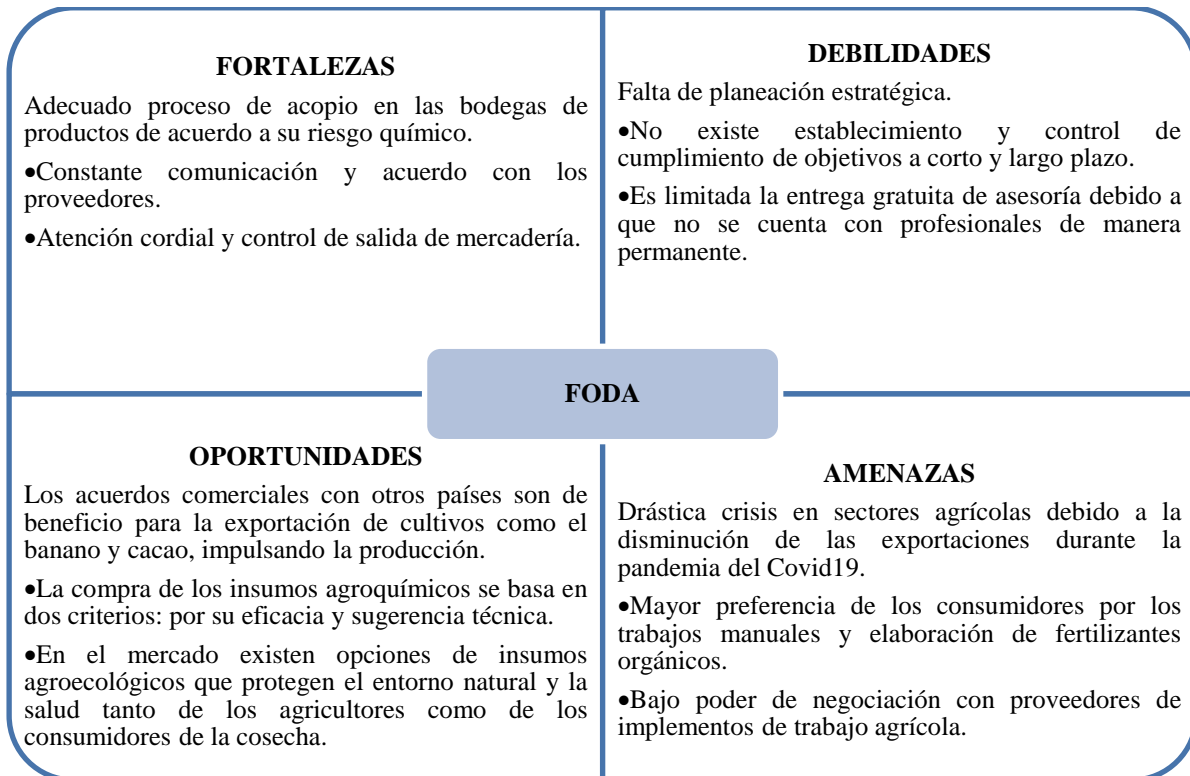 FORTALEZAS
Adecuado proceso de acopio en las bodegas de
productos de acuerdo a su riesgo químico.
•Constante comunicación y acuerdo con los
proveedores.
•Atención cordial y control de salida de mercadería.
DEBILIDADES
Falta de planeación estratégica.
•No existe establecimiento y control de
cumplimiento de objetivos a corto y largo plazo.
•Es limitada la entrega gratuita de asesoría debido a
que no se cuenta con profesionales de manera
permanente.
FODA
OPORTUNIDADES
Los acuerdos comerciales con otros países son de
beneficio para la exportación de cultivos como el
banano y cacao, impulsando la producción.
•La compra de los insumos agroquímicos se basa en
dos criterios: por su eficacia y sugerencia técnica.
•En el mercado existen opciones de insumos
agroecológicos que protegen el entorno natural y la
salud tanto de los agricultores como de los
consumidores de la cosecha.
AMENAZAS
Drástica crisis en sectores agrícolas debido a la
disminución de las exportaciones durante la
pandemia del Covid19.
•Mayor preferencia de los consumidores por los
trabajos manuales y elaboración de fertilizantes
orgánicos.
•Bajo poder de negociación con proveedores de
implementos de trabajo agrícola.